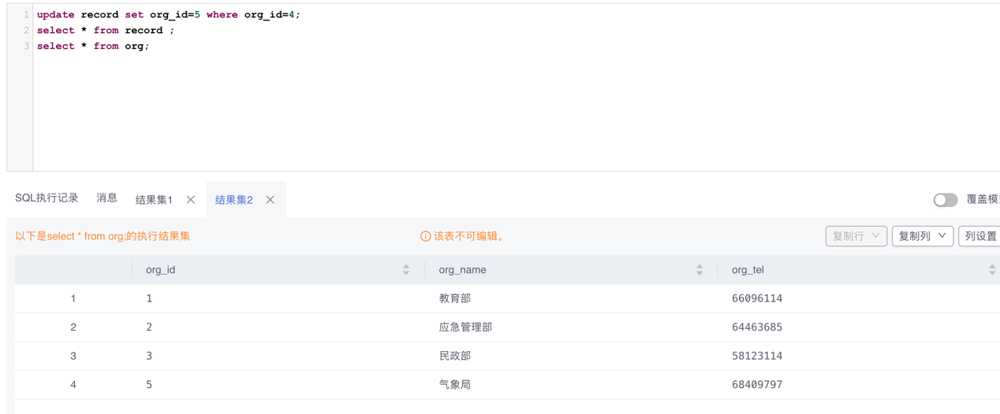 1 update record set org_id=5 where org_id=4;
2 select * from record ;
3 select * from org;
SQL执行记录 消息 结果集1 结果集2 覆盖模
以下是select * from org;的执行结果集 该表不可编辑。 复制行 复制列 列设置
org_id org_name org_tel
1 1 教育部 66096114
2 2 应急管理部 64463685
3 3 民政部 58123114
4 5 气象局 68409797